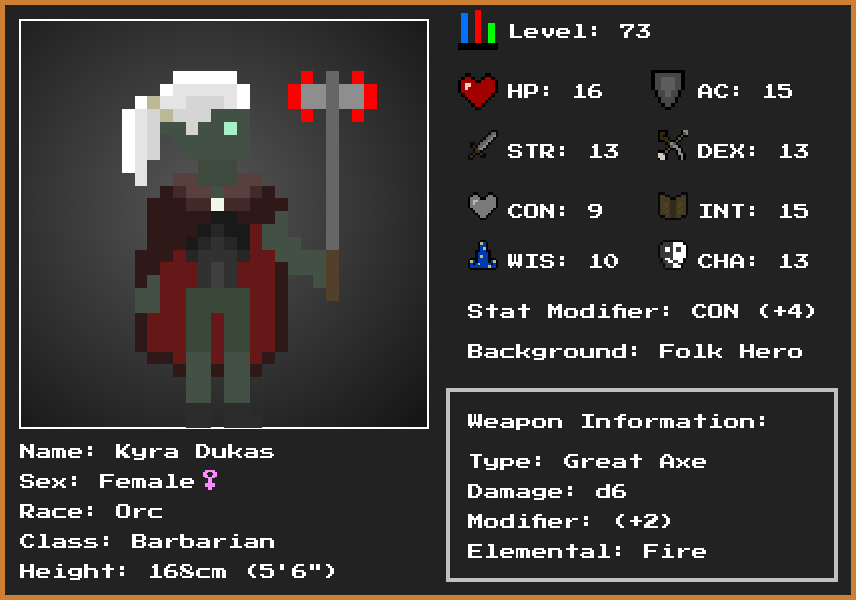 Level: 73
HP: 16 AC: 15
STR: 13 DEX: 13
CON: 9 INT: 15
WIS: 10 CHA: 13
Stat Modifier: CON (+4)
Background: Folk Hero
Weapon Information:
Type: Great Axe
Damage: d6
Modifier: (+2)
Elemental: Fire
Name: Kyra Dukas
Sex: Female♀
Race: Orc
Class: Barbarian
Height: 168cm (5'6")